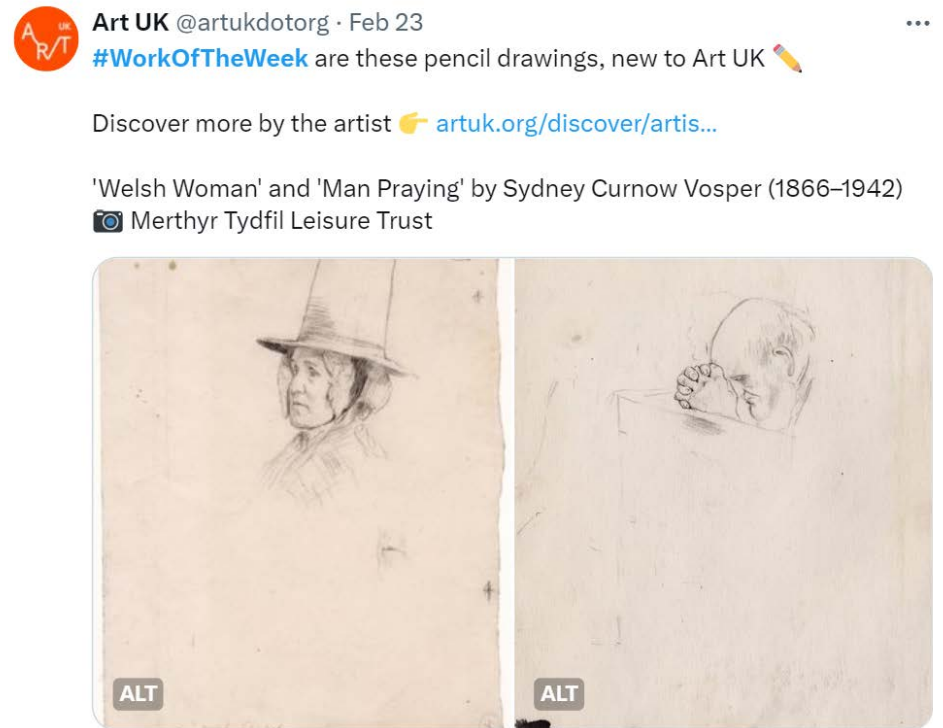 ART UK
Art UK @artukdotorg · Feb 23
#WorkOfTheWeek are these pencil drawings, new to Art UK ✏️
Discover more by the artist 👉 artuk.org/discover/artis...
'Welsh Woman' and 'Man Praying' by Sydney Curnow Vosper (1866–1942)
📷 Merthyr Tydfil Leisure Trust
ALT
ALT